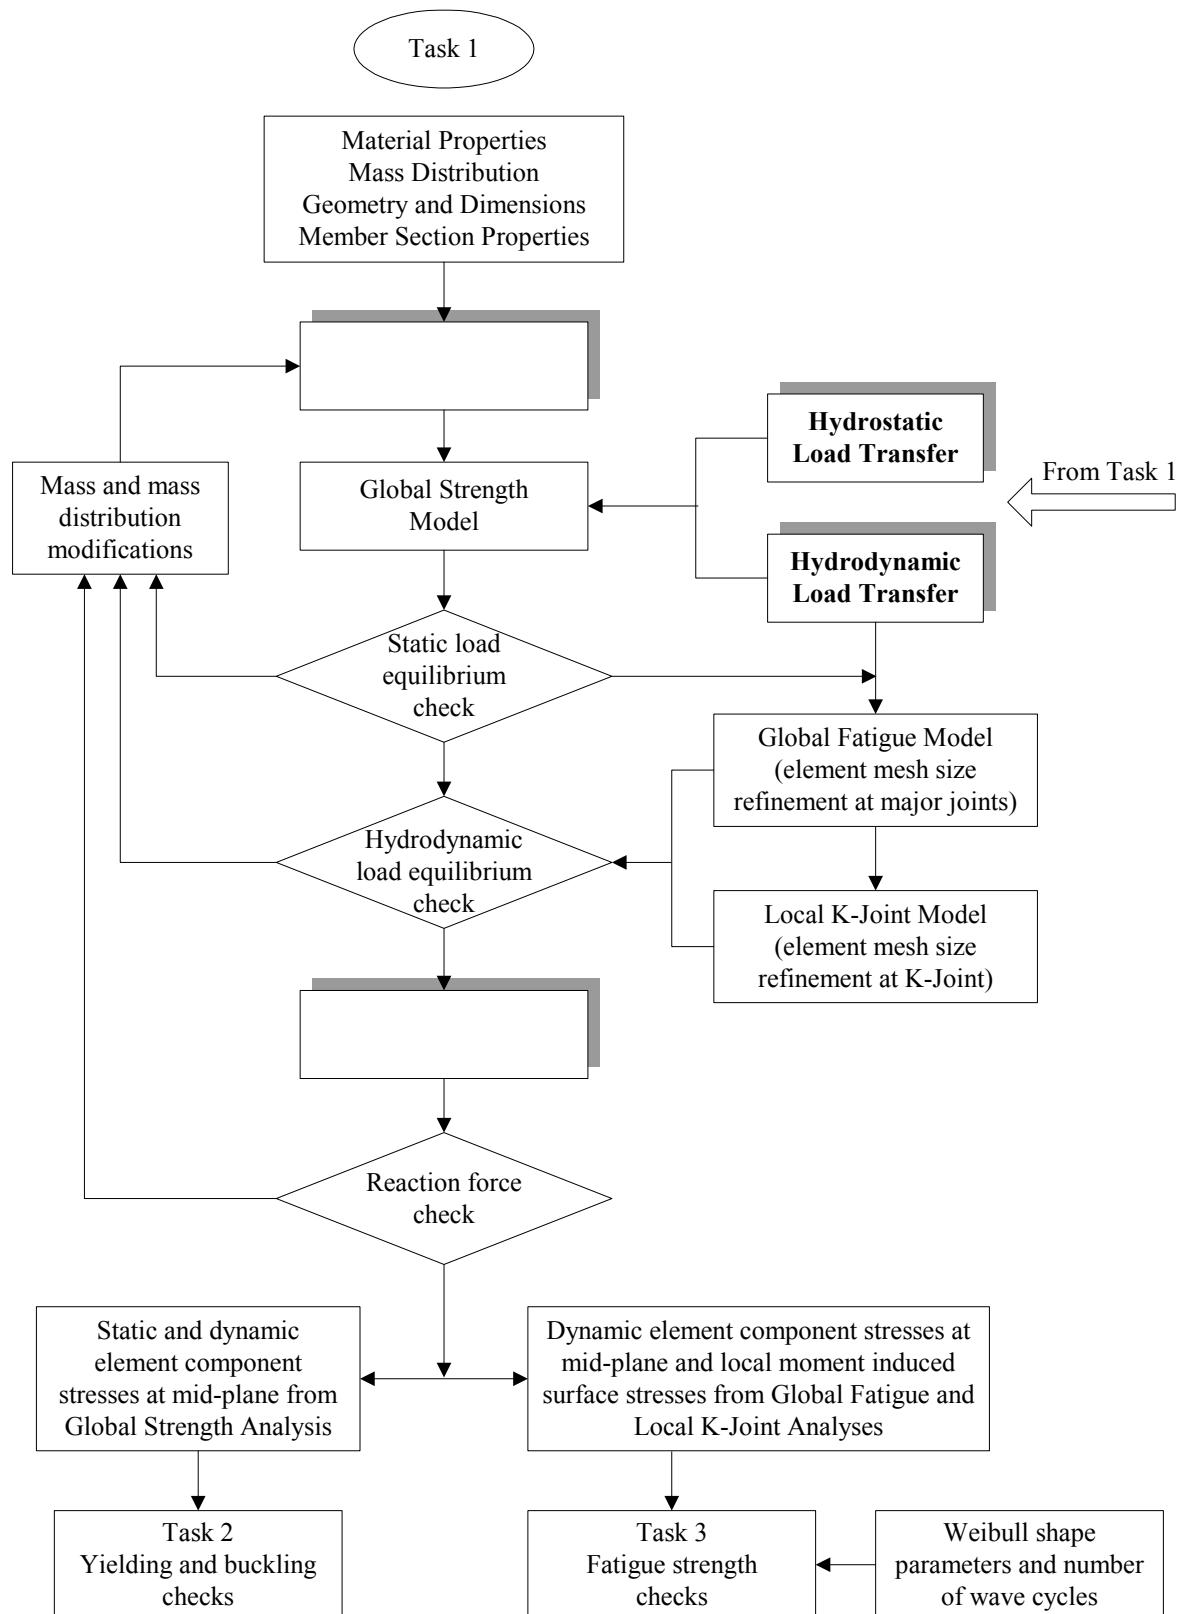 Task 1
Material Properties
Mass Distribution
Geometry and Dimensions
Member Section Properties
Hydrostatic
Load Transfer
From Task 1
Mass and mass
distribution
modifications
Global Strength
Model
Hydrodynamic
Load Transfer
Static load
equilibrium
check
Global Fatigue Model
(element mesh size
refinement at major joints)
Hydrodynamic
load equilibrium
check
Local K-Joint Model
(element mesh size
refinement at K-Joint)
Reaction force
check
Static and dynamic
element component
stresses at mid-plane from
Global Strength Analysis
Dynamic element component stresses at
mid-plane and local moment induced
surface stresses from Global Fatigue and
Local K-Joint Analyses
Task 2
Yielding and buckling
checks
Task 3
Fatigue strength
checks
Weibull shape
parameters and number
of wave cycles